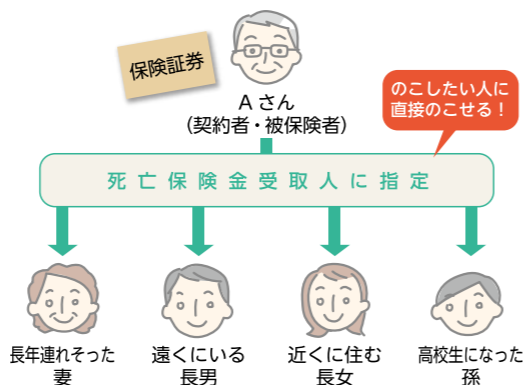 保険証券
Aさん
（契約者・被保険者）
のこしたい人に
直接のこせる！
死亡保険金受取人に指定
長年連れそった
妻
遠くにいる
長男
近くに住む
長女
高校生になった
孫